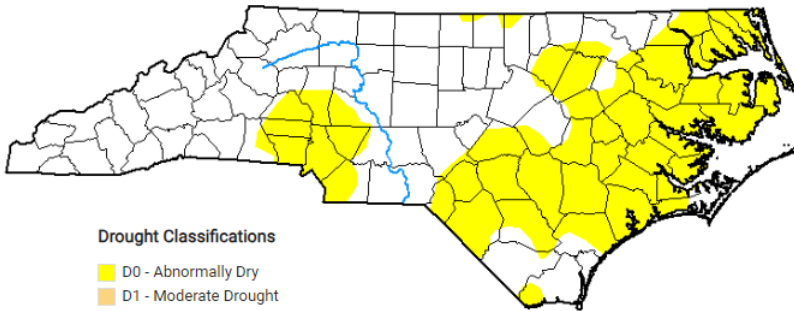 Drought Classifications
D0 - Abnormally Dry
D1 - Moderate Drought